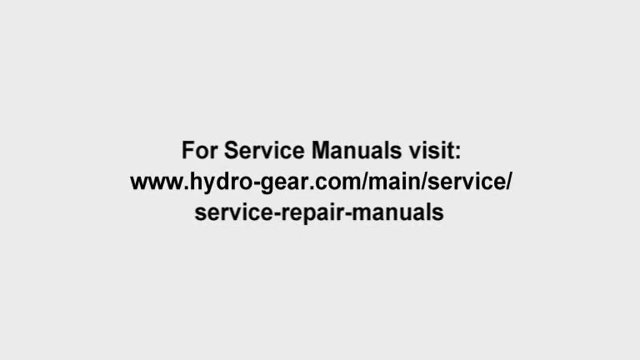 For Service Manuals visit:
www.hydro-gear.com/main/service/
service-repair-manuals